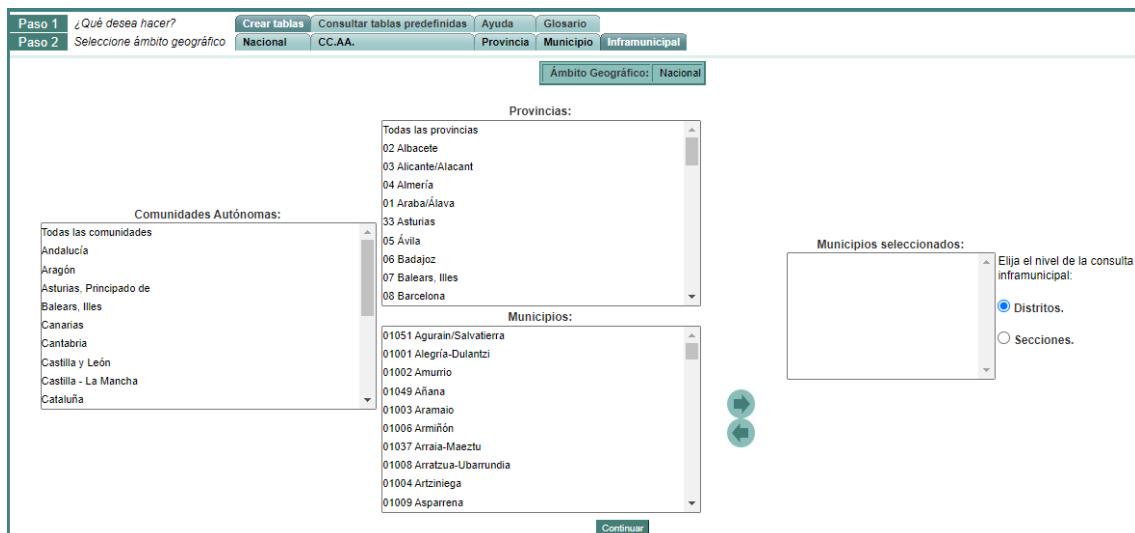 Paso 1 ¿Qué desea hacer? Crear tablas Consultar tablas predefinidas Ayuda Glosario
Paso 2 Seleccione ámbito geográfico Nacional CC.AA. Provincia Municipio Inframunicipal
Ámbito Geográfico: Nacional
Comunidades Autónomas:
Todas las comunidades
Andalucía
Aragón
Asturias, Principado de
Balears, Illes
Canarias
Cantabria
Castilla y León
Castilla - La Mancha
Cataluña
Provincias:
Todas las provincias
02 Albacete
03 Alicante/Alacant
04 Almería
01 Araba/Álava
33 Asturias
05 Ávila
06 Badajoz
07 Balears, Illes
08 Barcelona
Municipios:
01051 Agurain/Salvatierra
01001 Alegría-Dulantzi
01002 Amurrio
01049 Añana
01003 Aramaio
01006 Armiñón
01037 Arraia-Maeztu
01008 Arratzua-Ubarrundia
01004 Artziniega
01009 Asparrena
Municipios seleccionados:
Elija el nivel de la consulta
inframunicipal:
Distritos.
Secciones.
Continuar